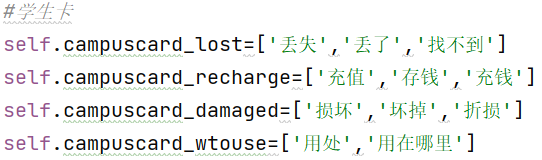 #学生卡
self.campuscard_lost=['丢失','丢了','找不到']
self.campuscard_recharge=['充值','存钱','充钱']
self.campuscard_damaged=['损坏','坏掉','折损']
self.campuscard_wtouse=['用处','用在哪里']